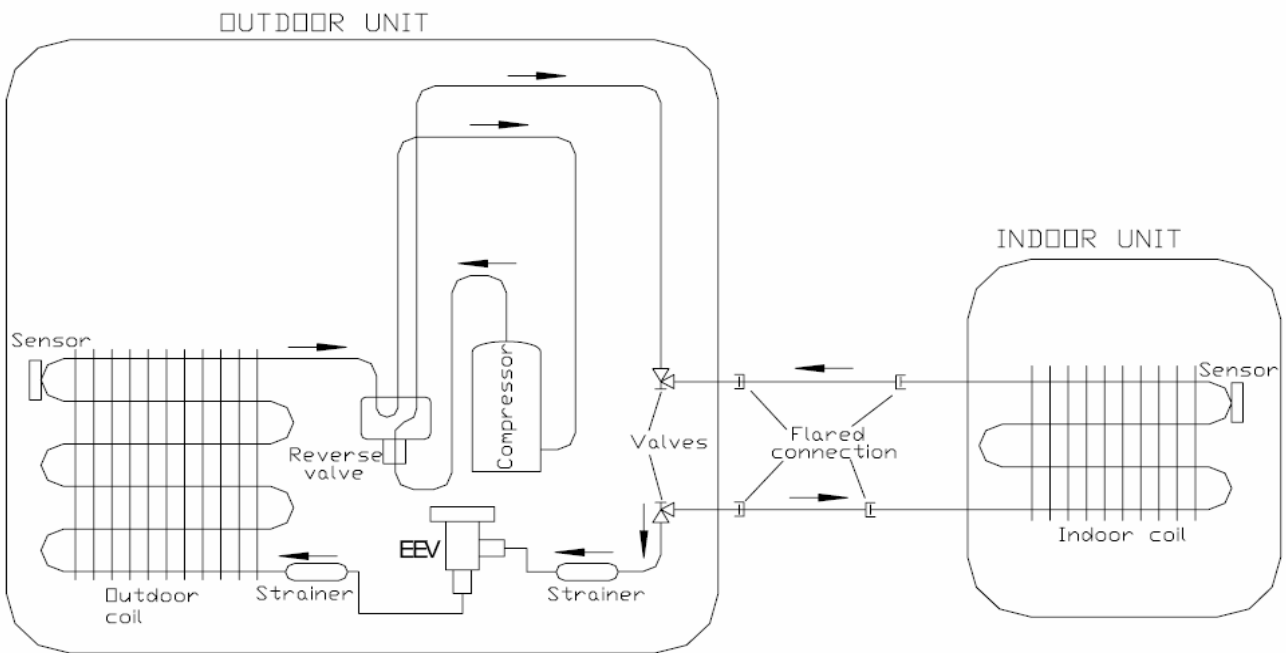 OUTDOOR UNIT
INDOOR UNIT
Sensor
Compressor
Sensor
Reverse
valve
Valves
Flared
connection
EEV
Indoor coil
Outdoor
coil
Strainer
Strainer